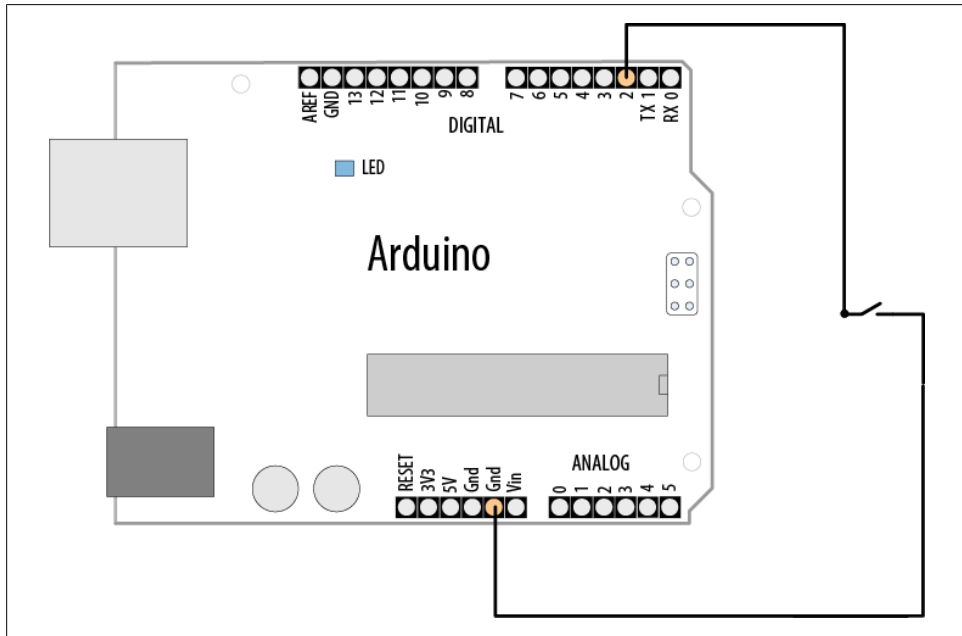 AREF GND 13 12 11 10 9 8 7 6 5 4 3 2 TX 1 RX 0
DIGITAL
LED
Arduino
ANALOG
RESET 3V3 5V Gnd Gnd Vin 0 1 2 3 4 5